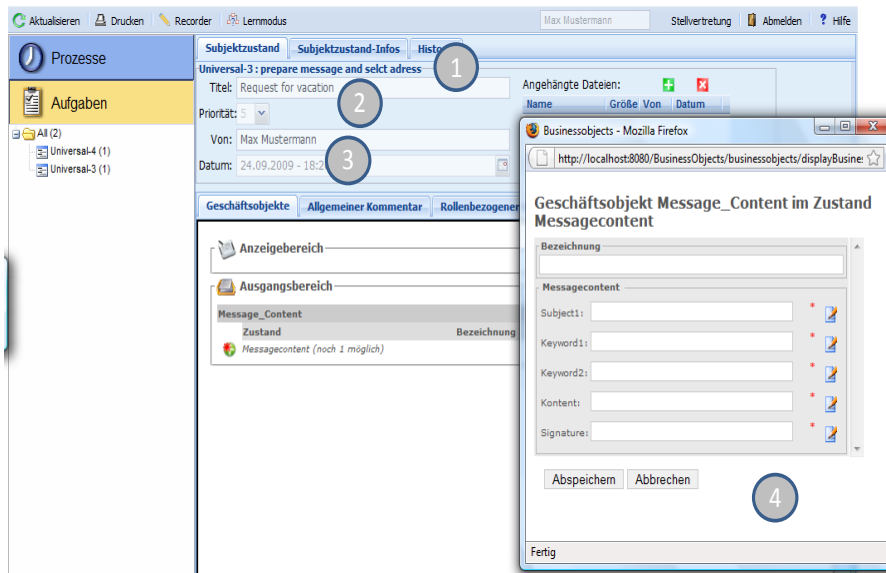 Aktualisieren Drucken Recorder Lernmodus Max Mustermann Stellvertretung Abmelden ? Hilfe
Prozesse
Aufgaben
All (2)
Universal-4 (1)
Universal-3 (1)
Subjektzustand Subjektzustand-Infos Histo
1
Universal-3 : prepare message and selct adress
Titel: Request for vacation
2
Priorität: 5
Von: Max Mustermann
3
Datum: 24.09.2009 - 18:2
Angehängte Dateien:
Name Größe Von Datum
Geschäftsobjekte Allgemeiner Kommentar Rollenbezogener
Anzeigebereich
Ausgangsbereich
Message_Content
Zustand Bezeichnung
Messagecontent (noch 1 möglich)
Businessobjects - Mozilla Firefox
http://localhost:8080/BusinessObjects/businessobjects/displayBusines
Geschäftsobjekt Message_Content im Zustand
Messagecontent
Bezeichnung
Messagecontent
Subject1: *
Keyword1: *
Keyword2: *
Kontent: *
Signature: *
Abspeichern Abbrechen
4
Fertig